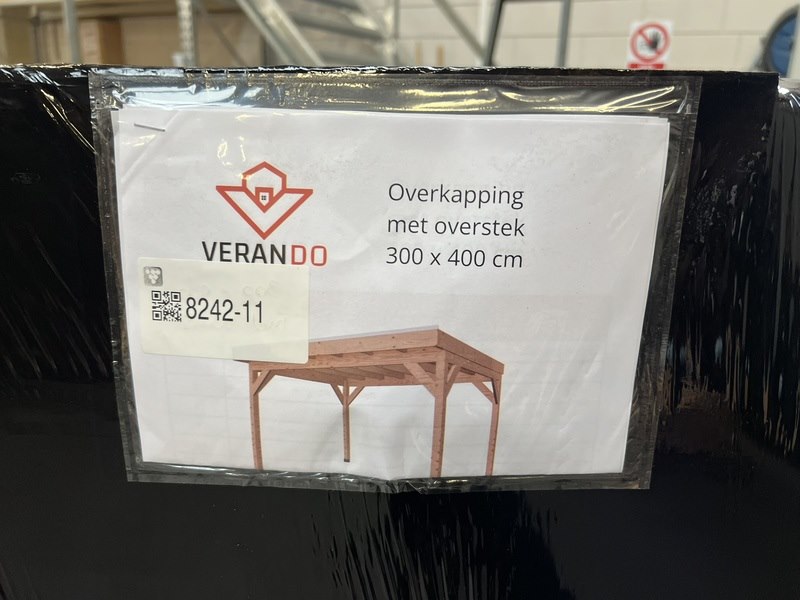 Overkapping
met overstek
300 x 400 cm
VERANDO
8242-11